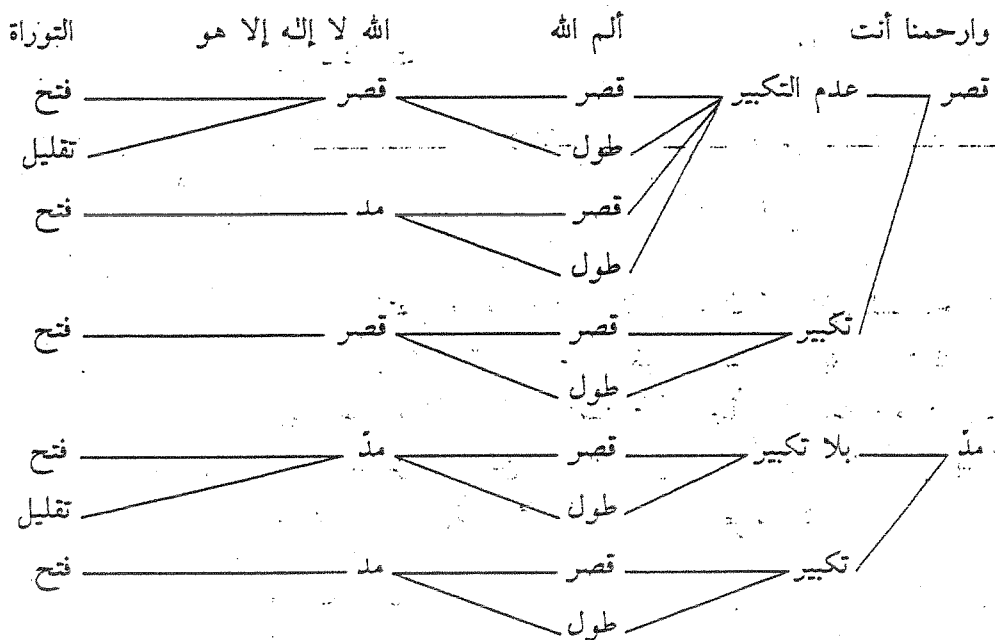 وارحمنا أنت ألم الله الله لا إله إلا هو التوراة
قصر عدم التكبير قصر قصر فتح
طول تقليل
قصر مد فتح
طول
تكبير قصر قصر فتح
طول
مدّ بلا تكبير قصر مدّ فتح
طول تقليل
تكبير قصر مد فتح
طول